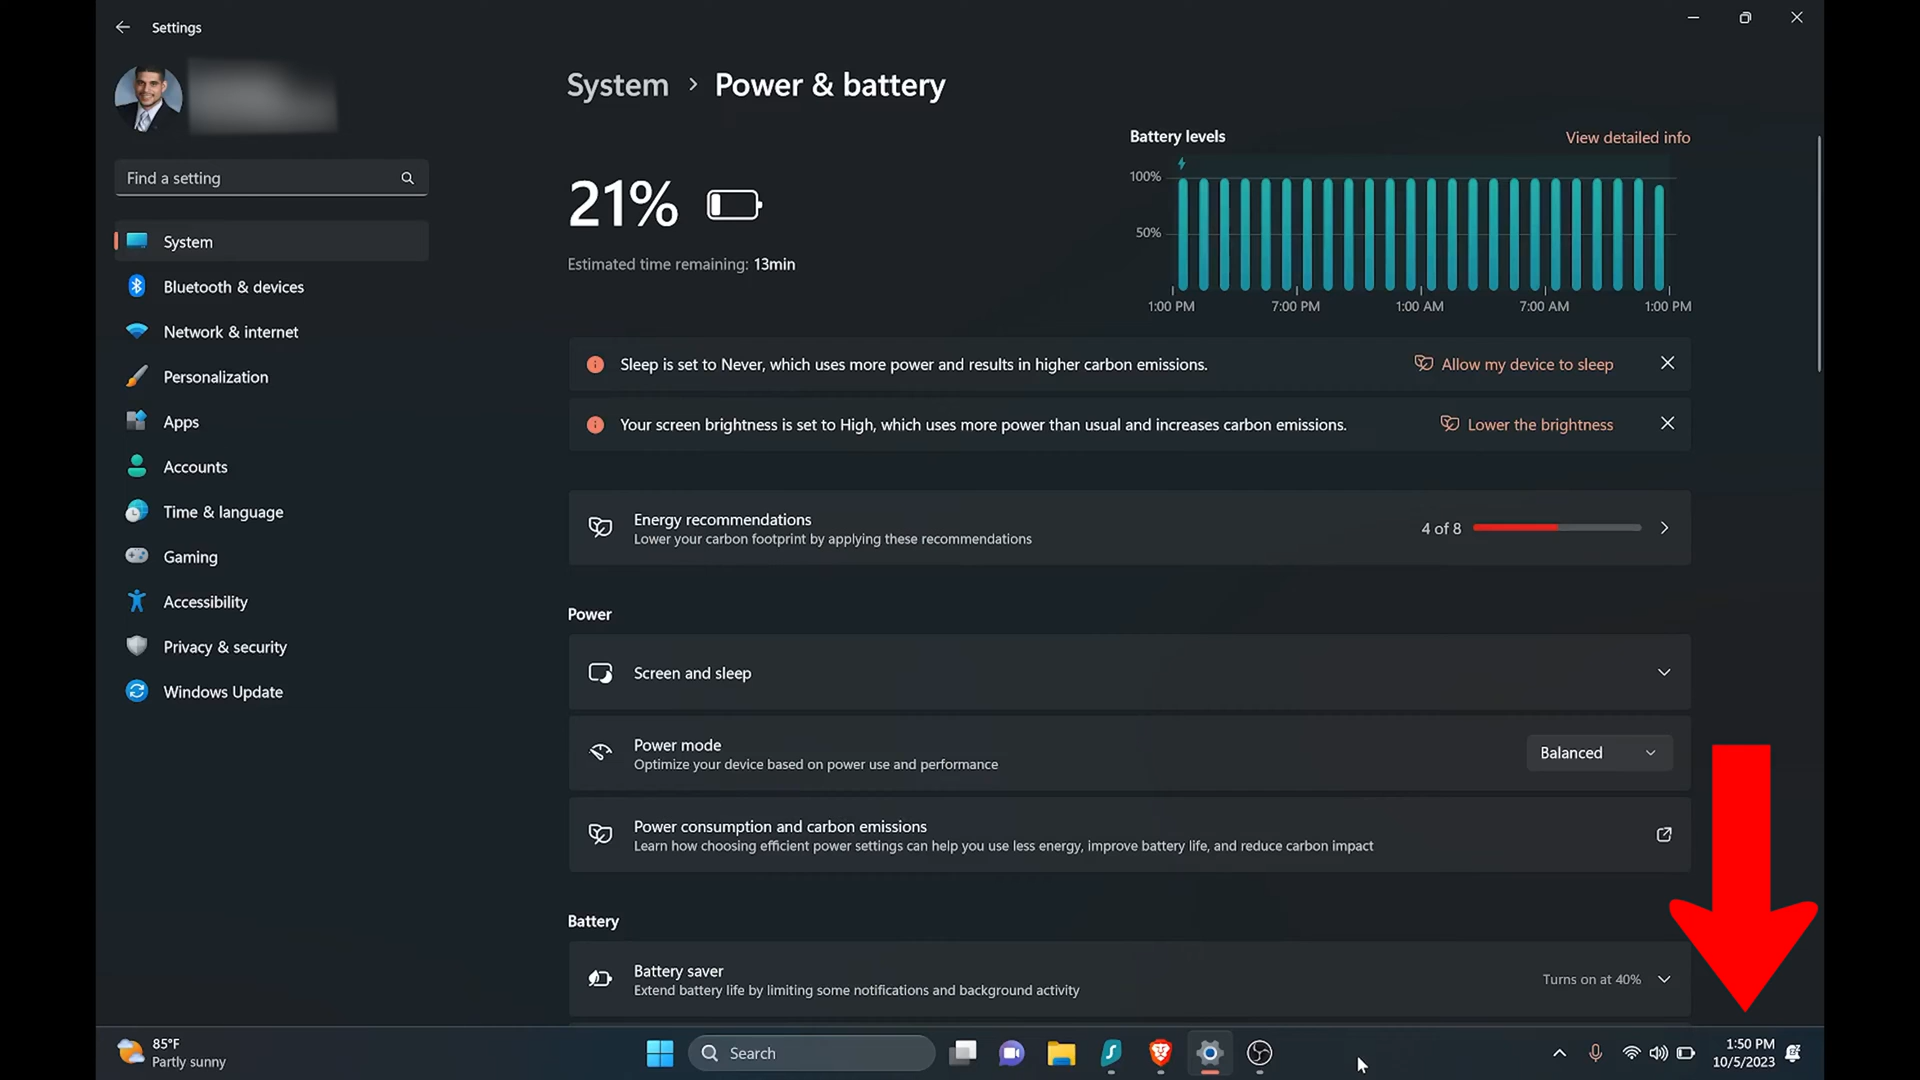 Settings
Find a setting
System
Bluetooth & devices
Network & internet
Personalization
Apps
Accounts
Time & language
Gaming
Accessibility
Privacy & security
Windows Update
System > Power & battery
21%
Estimated time remaining: 13min
Battery levels
View detailed info
100%
50%
1:00 PM 7:00 PM 1:00 AM 7:00 AM 1:00 PM
Sleep is set to Never, which uses more power and results in higher carbon emissions.
Allow my device to sleep
Your screen brightness is set to High, which uses more power than usual and increases carbon emissions.
Lower the brightness
Energy recommendations
Lower your carbon footprint by applying these recommendations
4 of 8
Power
Screen and sleep
Power mode
Optimize your device based on power use and performance
Balanced
Power consumption and carbon emissions
Learn how choosing efficient power settings can help you use less energy, improve battery life, and reduce carbon impact
Battery
Battery saver
Extend battery life by limiting some notifications and background activity
Turns on at 40%
85°F
Partly sunny
Search
1:50 PM
10/5/2023